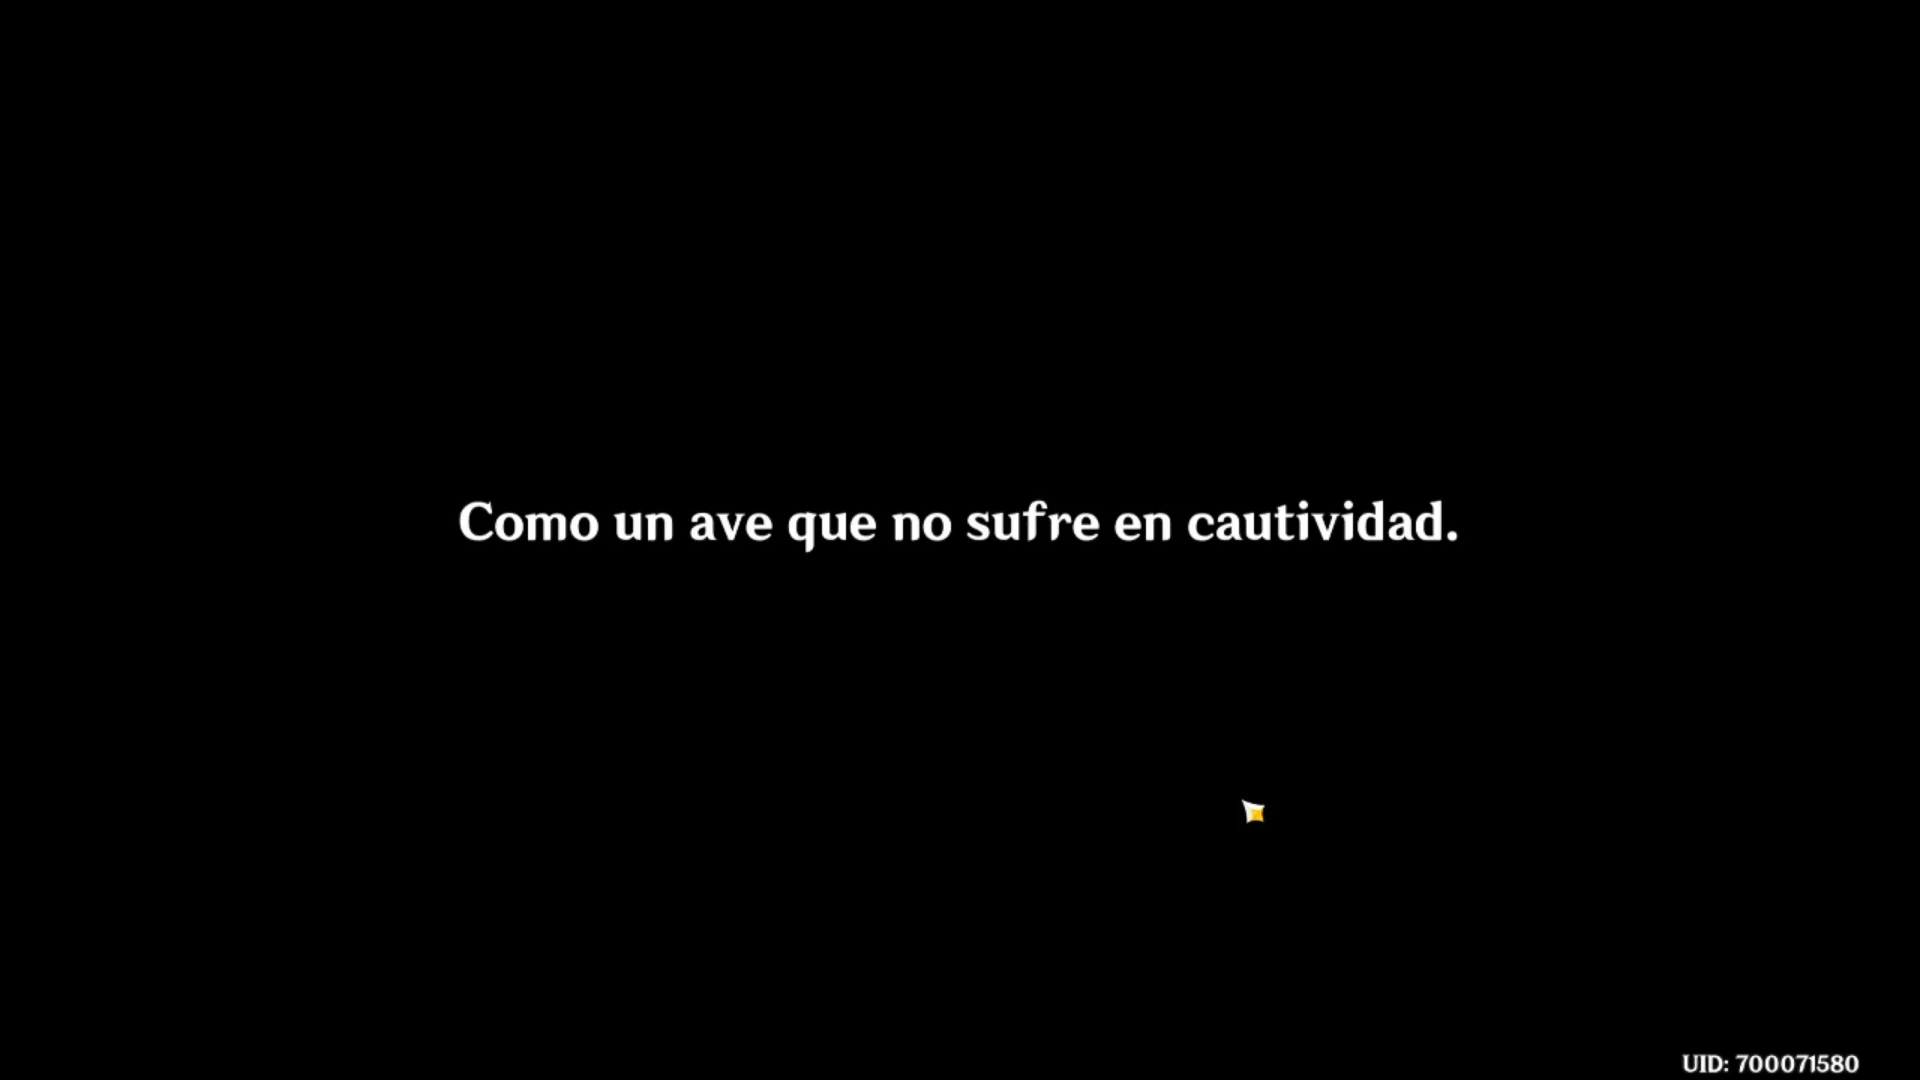 Como un ave que no sufre en cautividad.
UID: 700071580